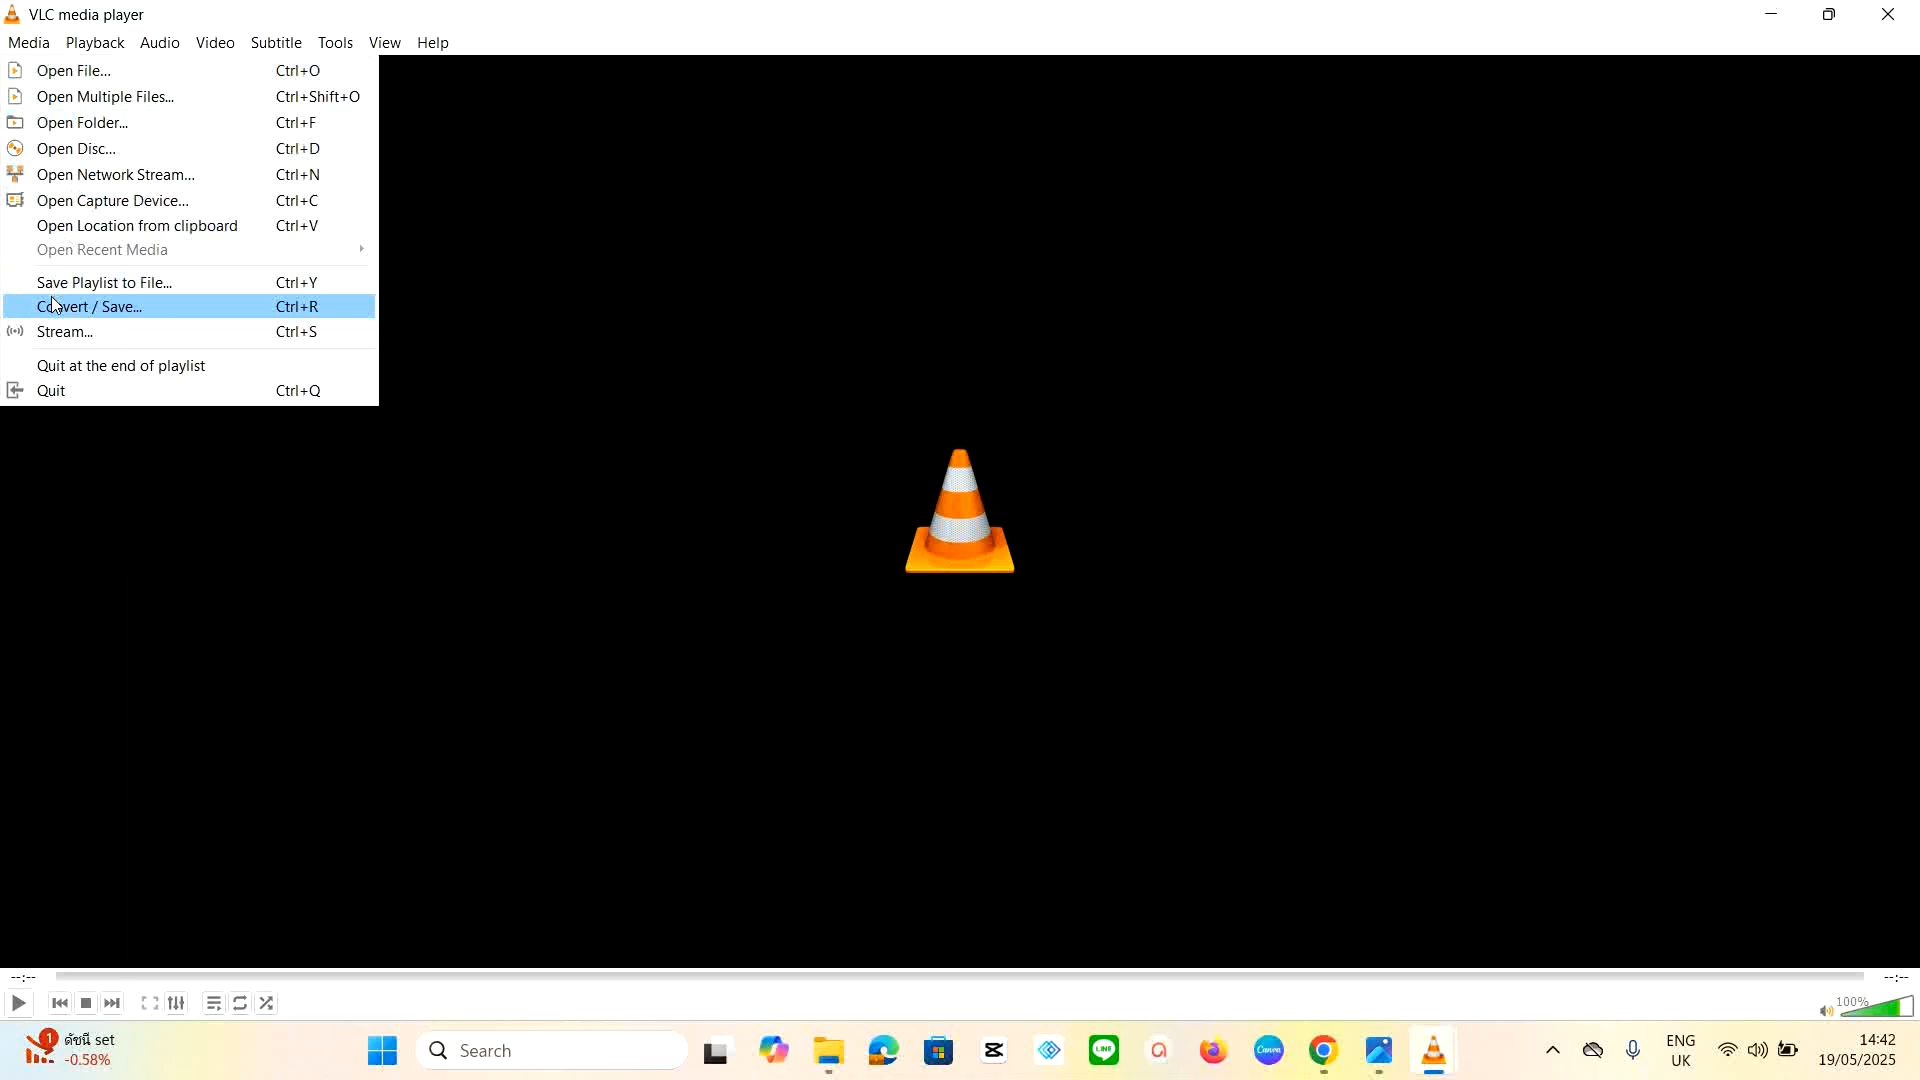 VLC media player
Media Playback Audio Video Subtitle Tools View Help
Open File... Ctrl+O
Open Multiple Files... Ctrl+Shift+O
Open Folder... Ctrl+F
Open Disc... Ctrl+D
Open Network Stream... Ctrl+N
Open Capture Device... Ctrl+C
Open Location from clipboard Ctrl+V
Open Recent Media
Save Playlist to File... Ctrl+Y
Convert / Save... Ctrl+R
Stream... Ctrl+S
Quit at the end of playlist
Quit Ctrl+Q
--:-- --:--
100%
1 ดัชนี set
-0.58%
Search
LINE
Canva
ENG
UK
14:42
19/05/2025